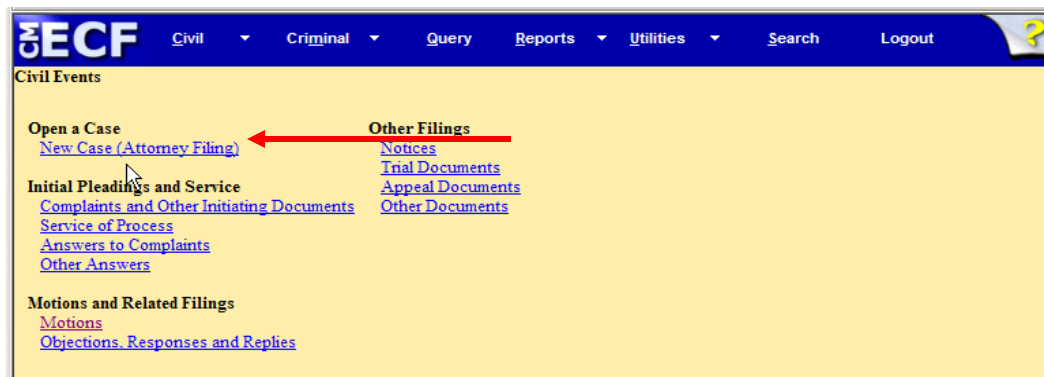 CM ECF Civil Criminal Query Reports Utilities Search Logout ?
Civil Events
Open a Case
New Case (Attorney Filing)
Initial Pleadings and Service
Complaints and Other Initiating Documents
Service of Process
Answers to Complaints
Other Answers
Motions and Related Filings
Motions
Objections, Responses and Replies
Other Filings
Notices
Trial Documents
Appeal Documents
Other Documents